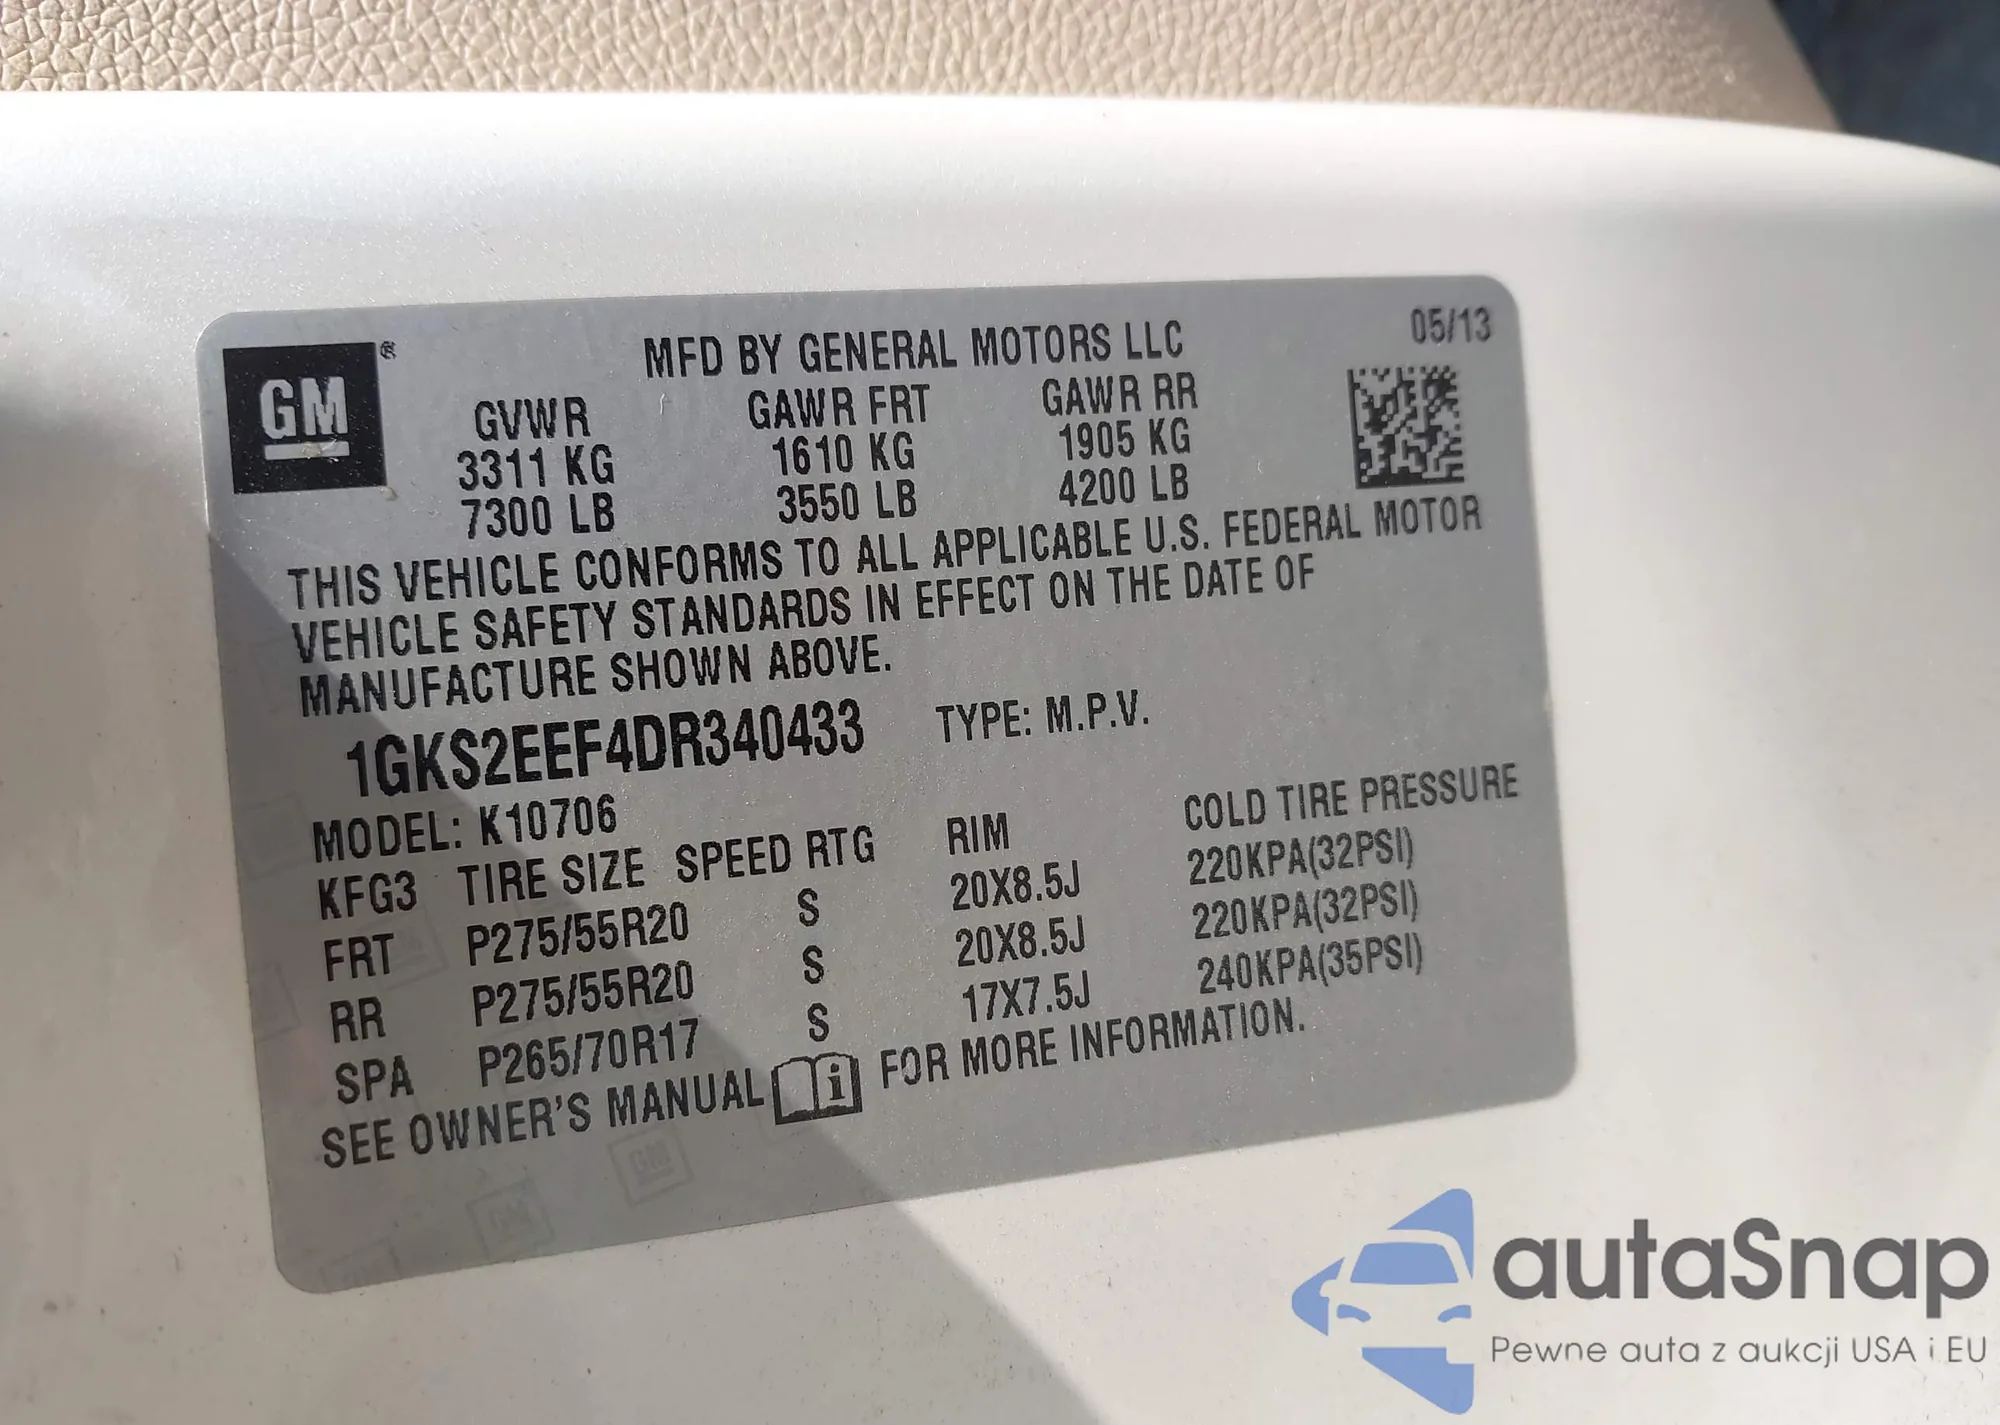 GM®
MFD BY GENERAL MOTORS LLC
05/13
GVWR GAWR FRT GAWR RR
3311 KG 1610 KG 1905 KG
7300 LB 3550 LB 4200 LB
THIS VEHICLE CONFORMS TO ALL APPLICABLE U.S. FEDERAL MOTOR
VEHICLE SAFETY STANDARDS IN EFFECT ON THE DATE OF
MANUFACTURE SHOWN ABOVE.
1GKS2EEF4DR340433 TYPE: M.P.V.
MODEL: K10706
KFG3 TIRE SIZE SPEED RTG RIM COLD TIRE PRESSURE
FRT P275/55R20 S 20X8.5J 220KPA(32PSI)
RR P275/55R20 S 20X8.5J 220KPA(32PSI)
SPA P265/70R17 S 17X7.5J 240KPA(35PSI)
SEE OWNER'S MANUAL i FOR MORE INFORMATION.
GM
GM
autaSnap
Pewne auta z aukcji USA i EU